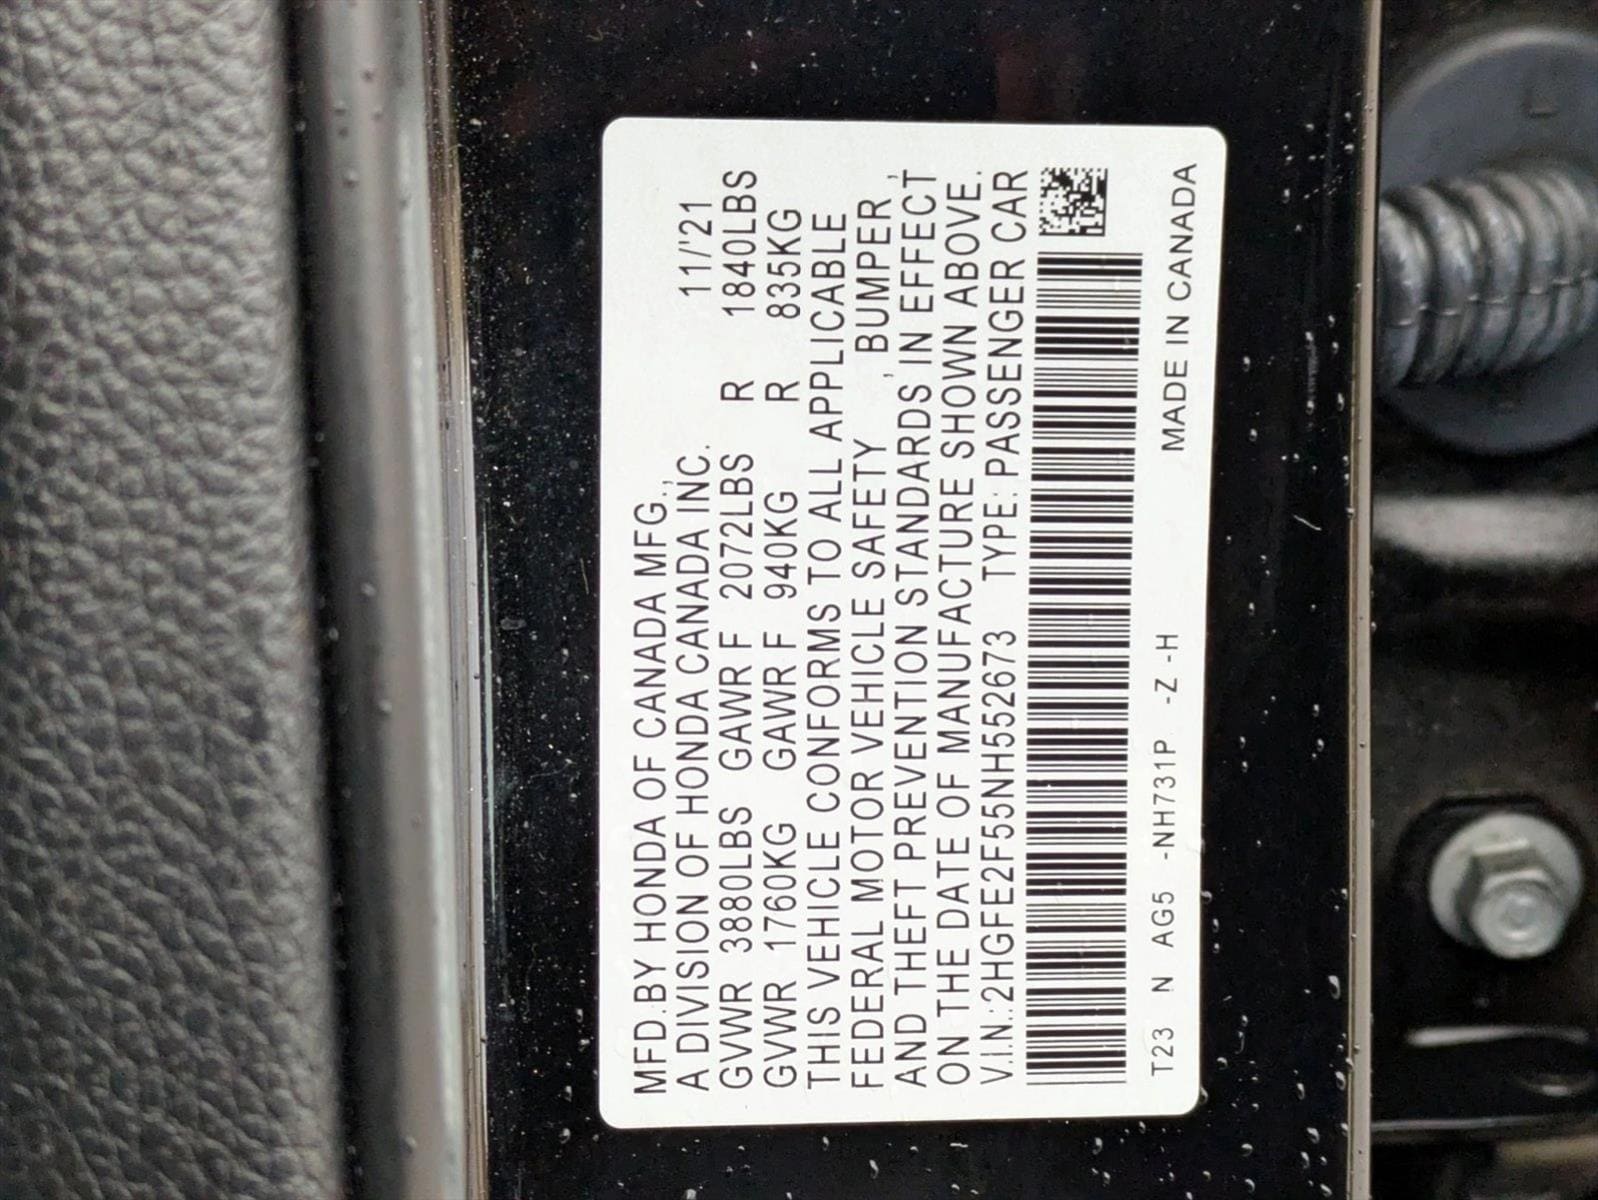 MFD.BY HONDA OF CANADA MFG.,
A DIVISION OF HONDA CANADA INC. 11/'21
GVWR 3880LBS GAWR F 2072LBS R 1840LBS
GVWR 1760KG GAWR F 940KG R 835KG
THIS VEHICLE CONFORMS TO ALL APPLICABLE
FEDERAL MOTOR VEHICLE SAFETY , BUMPER ,
AND THEFT PREVENTION STANDARDS IN EFFECT
ON THE DATE OF MANUFACTURE SHOWN ABOVE.
V.I.N.:2HGFE2F55NH552673 TYPE: PASSENGER CAR
T23 N AG5 -NH731P -Z -H MADE IN CANADA